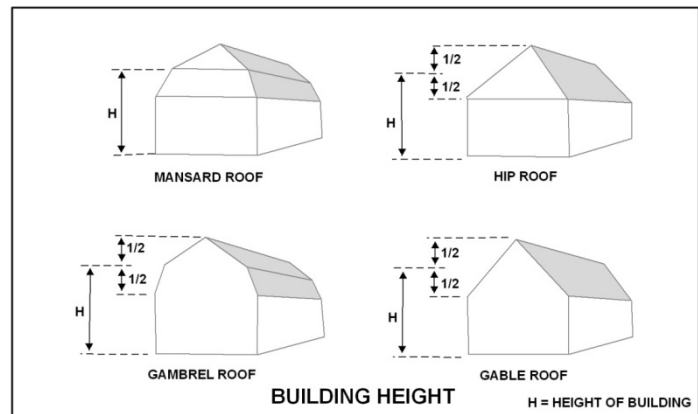 H
MANSARD ROOF
1/2
1/2
H
HIP ROOF
1/2
1/2
H
GAMBREL ROOF
1/2
1/2
H
GABLE ROOF
BUILDING HEIGHT
H = HEIGHT OF BUILDING